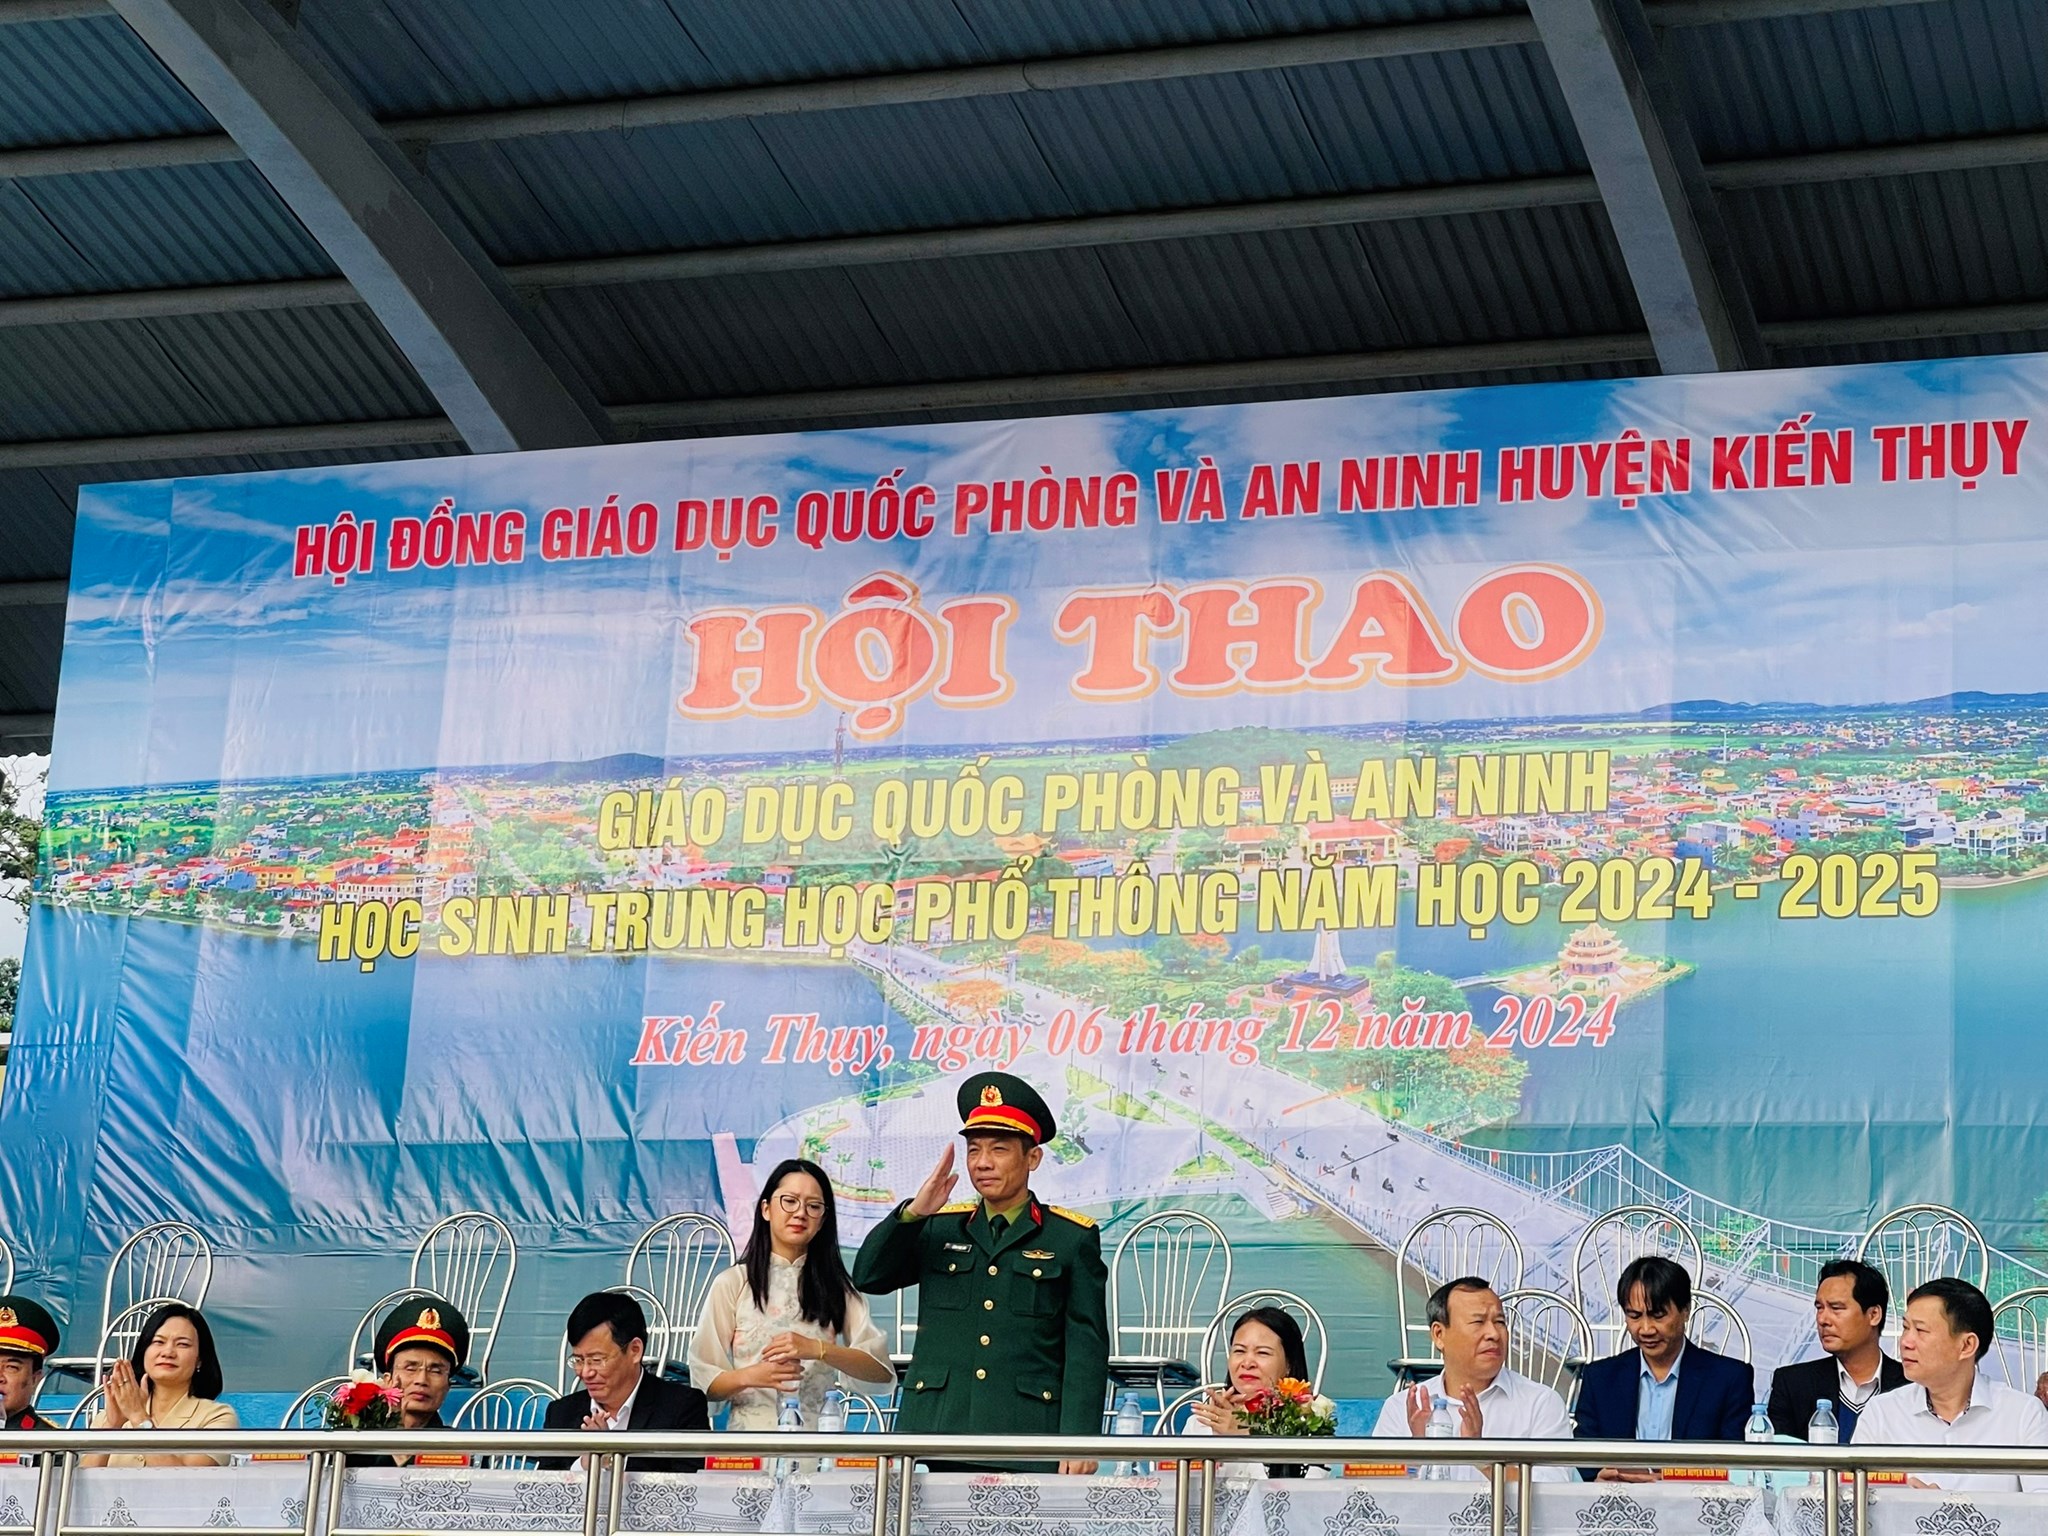 HỘI ĐỒNG GIÁO DỤC QUỐC PHÒNG VÀ AN NINH HUYỆN KIẾN THỤY
HỘI THAO
GIÁO DỤC QUỐC PHÒNG VÀ AN NINH
HỌC SINH TRUNG HỌC PHỔ THÔNG NĂM HỌC 2024 - 2025
Kiến Thụy, ngày 06 tháng 12 năm 2024